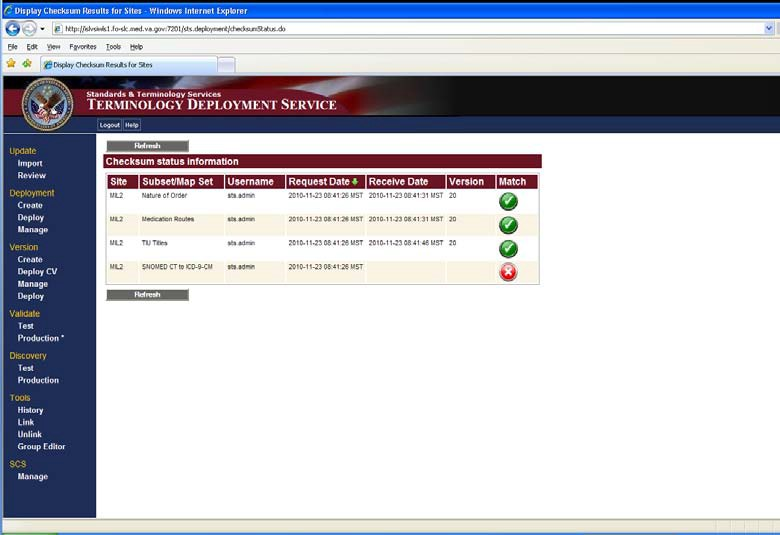 Display Checksum Results for Sites - Windows Internet Explorer
http://islvsiwls1.fo-slc.med.va.gov:7201/sts.deployment/checksumStatus.do
File Edit View Favorites Tools Help
Display Checksum Results for Sites
Standards & Terminology Services
TERMINOLOGY DEPLOYMENT SERVICE
Logout Help
Update
Import
Review
Deployment
Create
Deploy
Manage
Version
Create
Deploy CV
Manage
Deploy
Validate
Test
Production *
Discovery
Test
Production
Tools
History
Link
Unlink
Group Editor
SCS
Manage
Refresh
Checksum status information
Site Subset/Map Set Username Request Date Receive Date Version Match
MIL2 Nature of Order sts.admin 2010-11-23 08:41:26 MST 2010-11-23 08:41:31 MST 20
MIL2 Medication Routes sts.admin 2010-11-23 08:41:26 MST 2010-11-23 08:41:31 MST 20
MIL2 TIU Titles sts.admin 2010-11-23 08:41:26 MST 2010-11-23 08:41:46 MST 20
MIL2 SNOMED CT to ICD-9-CM sts.admin 2010-11-23 08:41:26 MST
Refresh